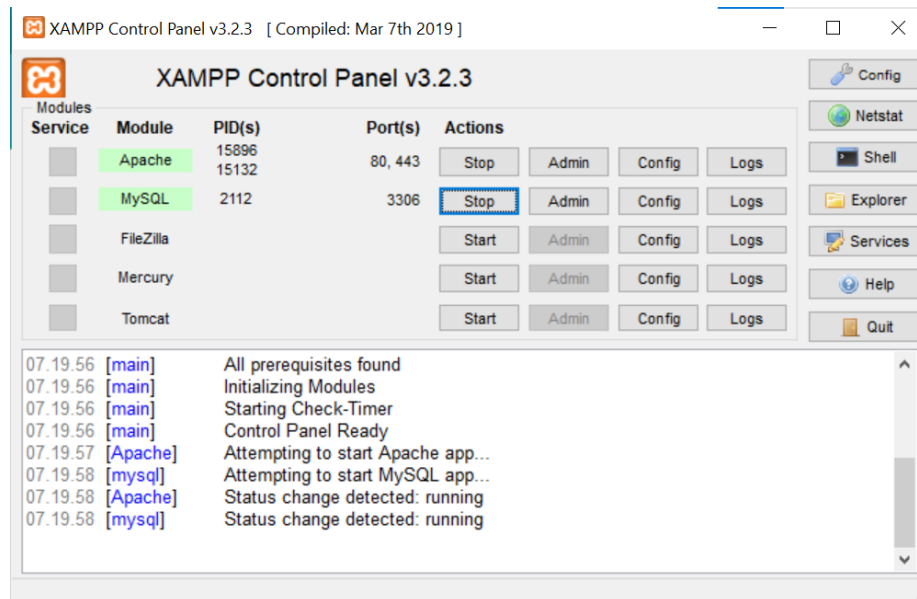 XAMPP Control Panel v3.2.3 [ Compiled: Mar 7th 2019 ]
XAMPP Control Panel v3.2.3
Config
Modules
Service Module PID(s) Port(s) Actions
Netstat
Apache 15896 15132 80, 443 Stop Admin Config Logs
Shell
MySQL 2112 3306 Stop Admin Config Logs
Explorer
FileZilla Start Admin Config Logs
Services
Mercury Start Admin Config Logs
Help
Tomcat Start Admin Config Logs
Quit
07.19.56 [main] All prerequisites found
07.19.56 [main] Initializing Modules
07.19.56 [main] Starting Check-Timer
07.19.56 [main] Control Panel Ready
07.19.57 [Apache] Attempting to start Apache app...
07.19.58 [mysql] Attempting to start MySQL app...
07.19.58 [Apache] Status change detected: running
07.19.58 [mysql] Status change detected: running